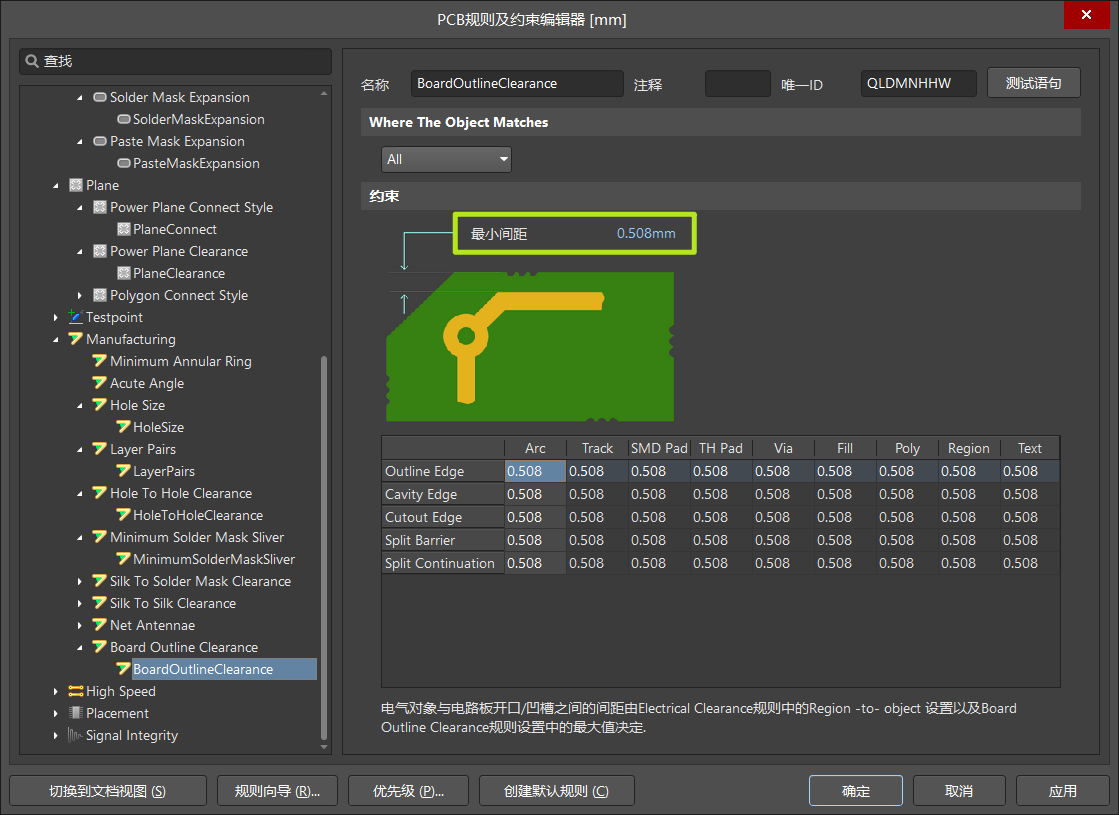 PCB规则及约束编辑器 [mm]
查找
Solder Mask Expansion
SolderMaskExpansion
Paste Mask Expansion
PasteMaskExpansion
Plane
Power Plane Connect Style
PlaneConnect
Power Plane Clearance
PlaneClearance
Polygon Connect Style
Testpoint
Manufacturing
Minimum Annular Ring
Acute Angle
Hole Size
HoleSize
Layer Pairs
LayerPairs
Hole To Hole Clearance
HoleToHoleClearance
Minimum Solder Mask Sliver
MinimumSolderMaskSliver
Silk To Solder Mask Clearance
Silk To Silk Clearance
Net Antennae
Board Outline Clearance
BoardOutlineClearance
High Speed
Placement
Signal Integrity
名称 BoardOutlineClearance 注释 唯一ID QLDMNHHW 测试语句
Where The Object Matches
All
约束
最小间距 0.508mm
Arc Track SMD Pad TH Pad Via Fill Poly Region Text
Outline Edge 0.508 0.508 0.508 0.508 0.508 0.508 0.508 0.508 0.508
Cavity Edge 0.508 0.508 0.508 0.508 0.508 0.508 0.508 0.508 0.508
Cutout Edge 0.508 0.508 0.508 0.508 0.508 0.508 0.508 0.508 0.508
Split Barrier 0.508 0.508 0.508 0.508 0.508 0.508 0.508 0.508 0.508
Split Continuation 0.508 0.508 0.508 0.508 0.508 0.508 0.508 0.508 0.508
电气对象与电路板开口/凹槽之间的间距由Electrical Clearance规则中的Region -to- object 设置以及Board
Outline Clearance规则设置中的最大值决定.
切换到文档视图 (S) 规则向导 (R)... 优先级 (P)... 创建默认规则 (C) 确定 取消 应用